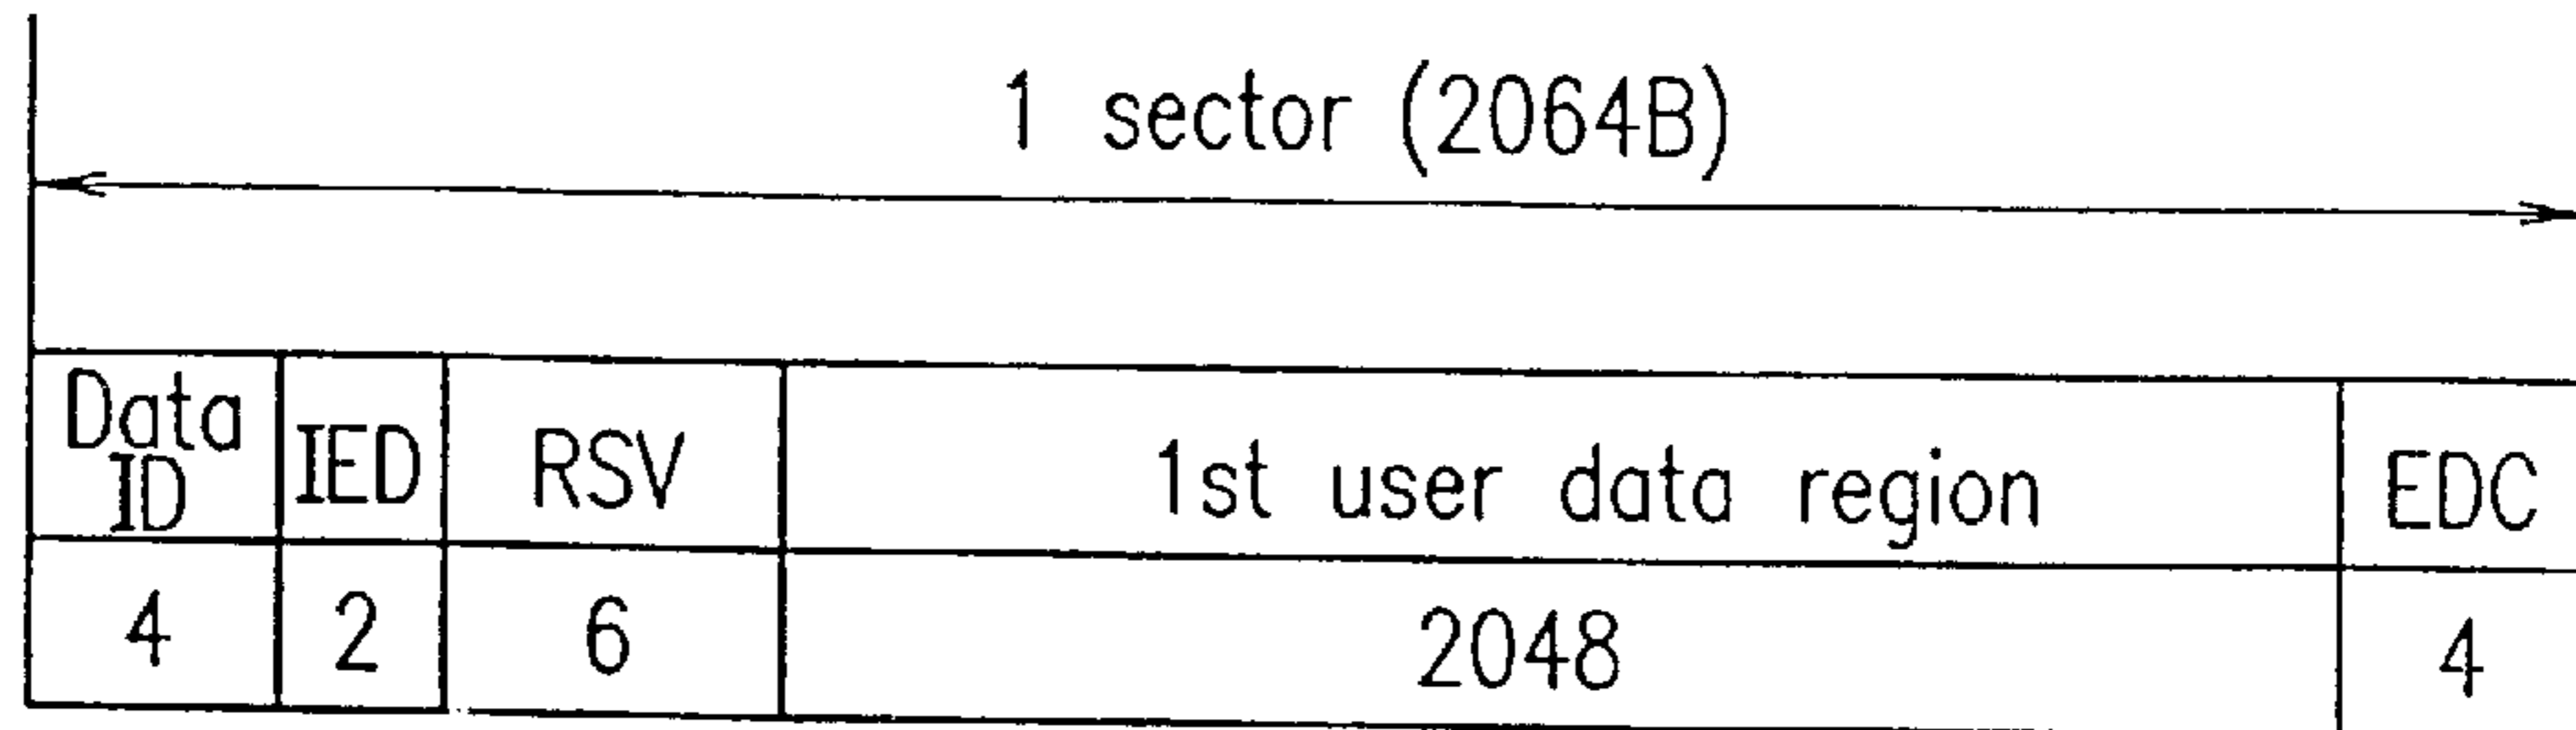 1 sector (2064B)
Data ID IED RSV 1st user data region EDC
4 2 6 2048 4